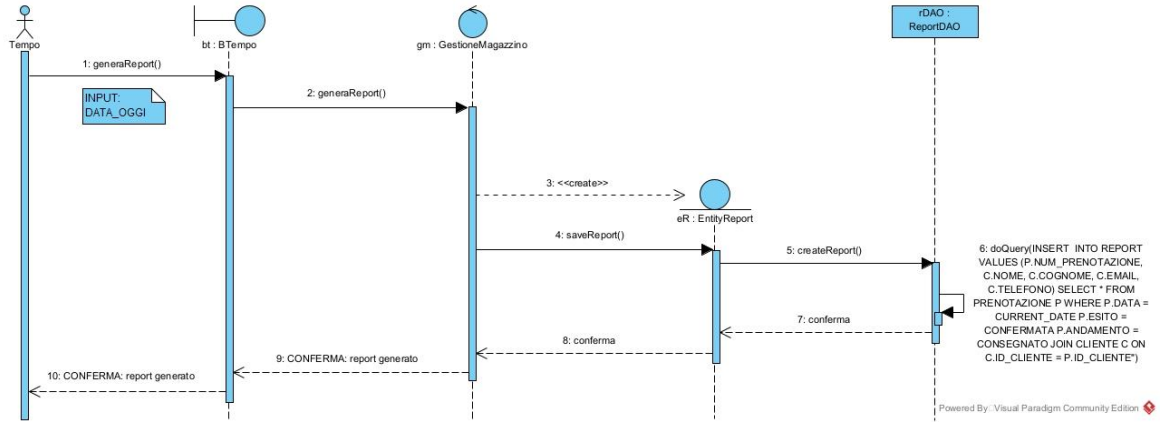 Tempo
bt : BTempo
gm : GestioneMagazzino
rDAO :
ReportDAO
1: generaReport()
INPUT:
DATA_OGGI
2: generaReport()
3: <<create>>
eR : EntityReport
4: saveReport()
5: createReport()
6: doQuery(INSERT INTO REPORT
VALUES (P.NUM_PRENOTAZIONE,
C.NOME, C.COGNOME, C.EMAIL,
C.TELEFONO) SELECT * FROM
PRENOTAZIONE P WHERE P.DATA =
CURRENT_DATE P.ESITO =
CONFERMATA P.ANDAMENTO =
CONSEGNATO JOIN CLIENTE C ON
C.ID_CLIENTE = P.ID_CLIENTE")
7: conferma
8: conferma
9: CONFERMA: report generato
10: CONFERMA: report generato
Powered By: Visual Paradigm Community Edition